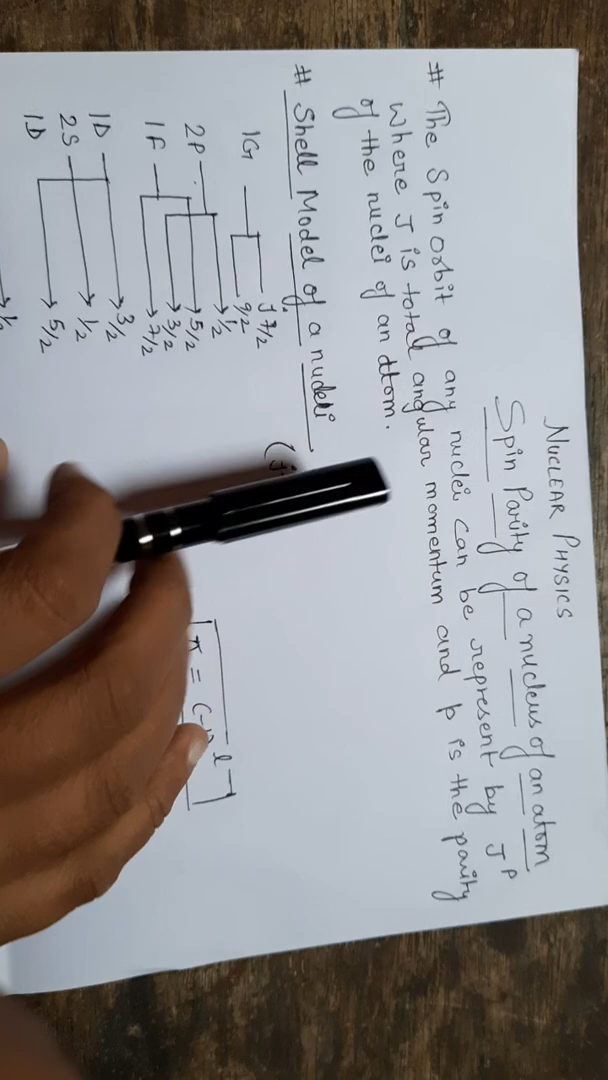 NUCLEAR PHYSICS
Spin Parity of a nucleus of an atom
# The Spin orbit of any nuclei can be represent by J^P
where J is total angular momentum and p is the parity
of the nuclei of an atom.
# Shell Model of a nucleii
1G
J 7/2
9/2
2P
1/2
5/2
1F
3/2
7/2
1D
3/2
2S
1/2
1D
5/2
π = (-1)^l